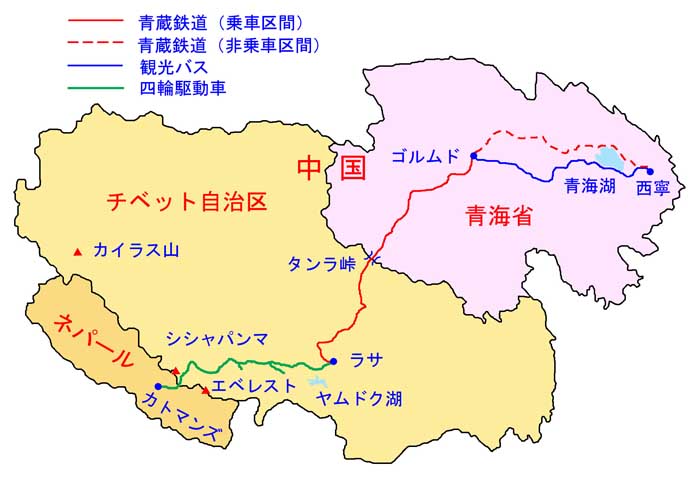 青蔵鉄道（乗車区間）
青蔵鉄道（非乗車区間）
観光バス
四輪駆動車
中国
ゴルムド
青海湖
西寧
チベット自治区
青海省
カイラス山
タンラ峠
ネパール
シシャパンマ
ラサ
エベレスト
ヤムドク湖
カトマンズ